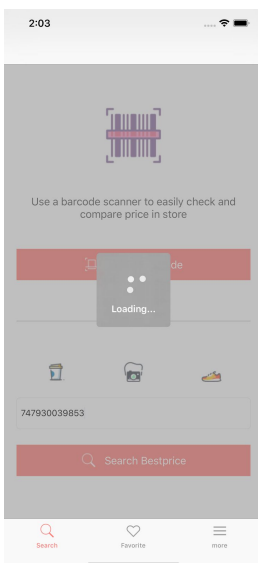 2:03
Use a barcode scanner to easily check and
compare price in store
de
Loading...
747930039853
Search Bestprice
Search
Favorite
more